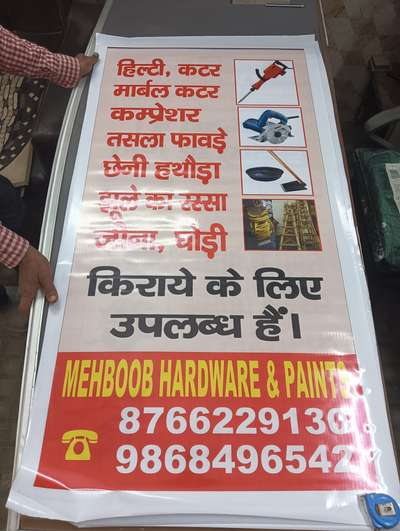 हिल्टी, कटर
मार्बल कटर
कम्प्रेशर
तसला फावड़े
छेनी हथौड़ा
झूले का रस्सा
घोड़ी
किराये के लिए
उपलब्ध हैं।
MEHBOOB HARDWARE & PAINTS
8766229130
9868496542